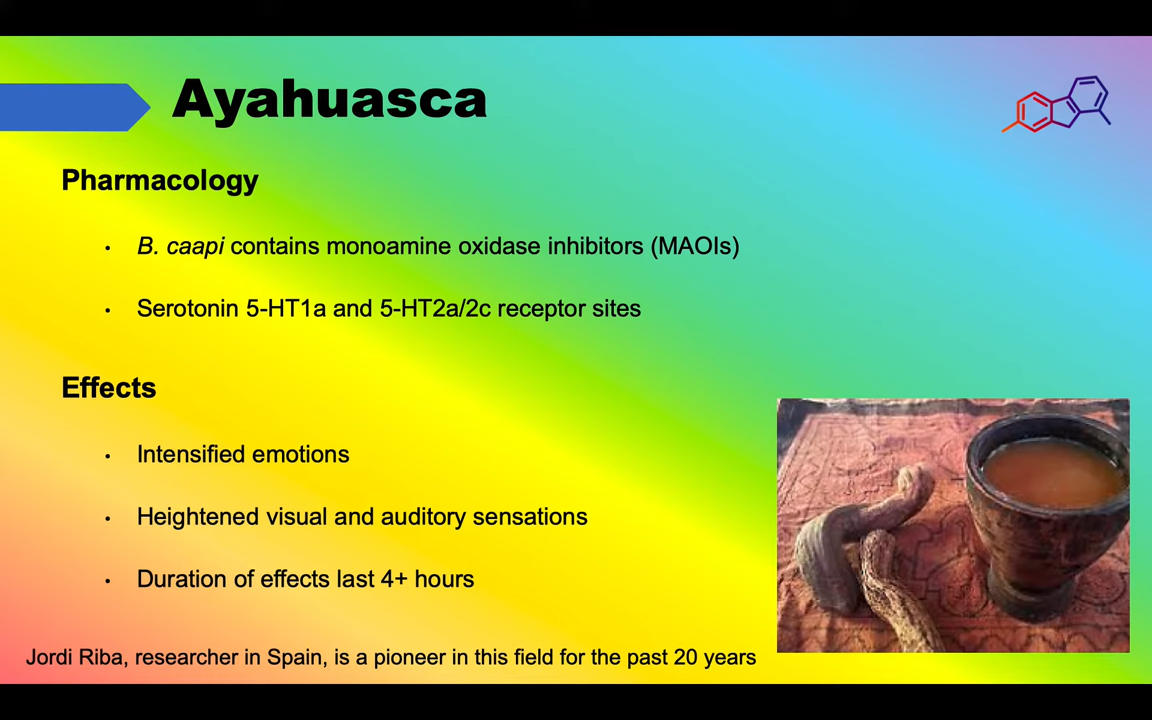 Ayahuasca
Pharmacology
• B. caapi contains monoamine oxidase inhibitors (MAOIs)
• Serotonin 5-HT1a and 5-HT2a/2c receptor sites
Effects
• Intensified emotions
• Heightened visual and auditory sensations
• Duration of effects last 4+ hours
Jordi Riba, researcher in Spain, is a pioneer in this field for the past 20 years